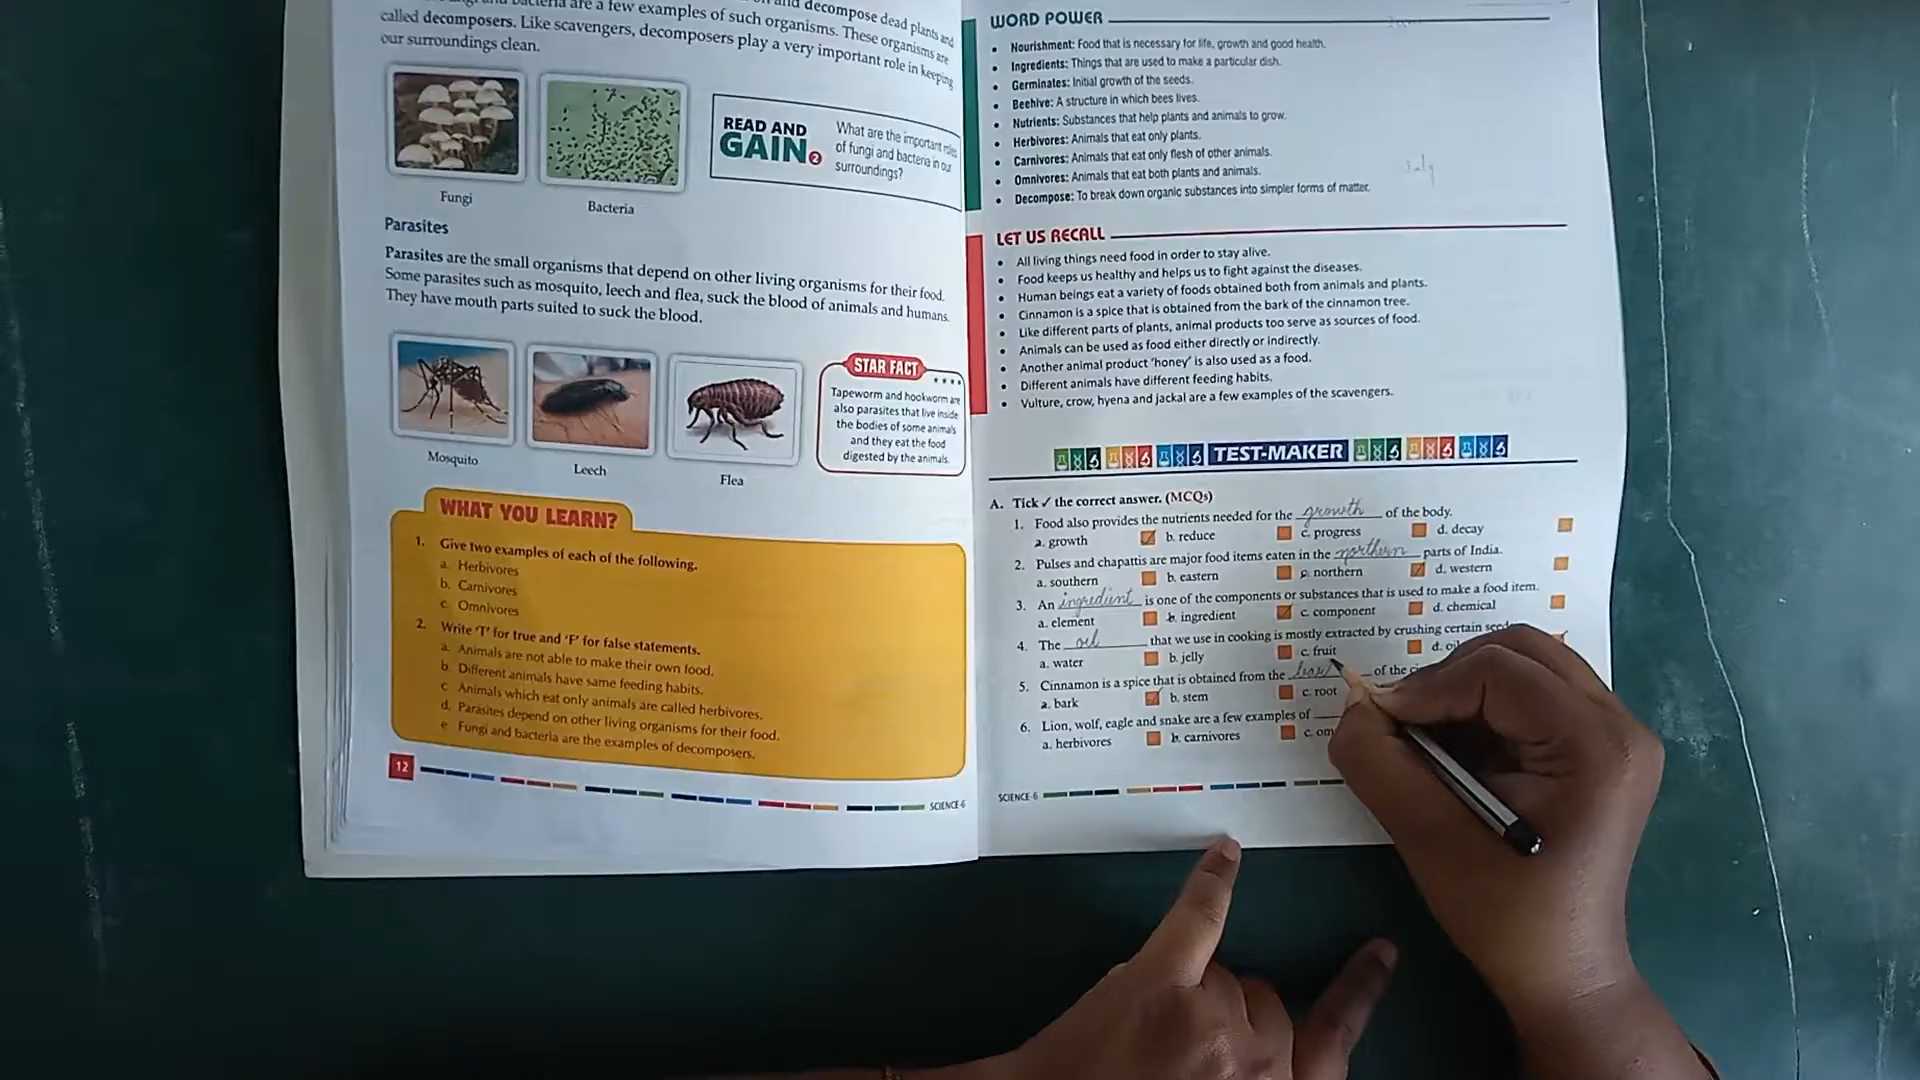 are a few examples of such organisms. These organisms are
called decomposers. Like scavengers, decomposers play a very important role in keeping
our surroundings clean.
Fungi
Bacteria
READ AND
GAIN 2
What are the important roles
of fungi and bacteria in our
surroundings?
Parasites
Parasites are the small organisms that depend on other living organisms for their food.
Some parasites such as mosquito, leech and flea, suck the blood of animals and humans.
They have mouth parts suited to suck the blood.
Mosquito
Leech
Flea
STAR FACT
Tapeworm and hookworm are
also parasites that live inside
the bodies of some animals
and they eat the food
digested by the animals.
WHAT YOU LEARN?
1. Give two examples of each of the following.
a. Herbivores
b. Carnivores
c. Omnivores
2. Write 'T' for true and 'F' for false statements.
a. Animals are not able to make their own food.
b. Different animals have same feeding habits.
c. Animals which eat only animals are called herbivores.
d. Parasites depend on other living organisms for their food.
e Fungi and bacteria are the examples of decomposers.
12
SCIENCE-6
WORD POWER
• Nourishment: Food that is necessary for life, growth and good health.
• Ingredients: Things that are used to make a particular dish.
• Germinates: Initial growth of the seeds.
• Beehive: A structure in which bees lives.
• Nutrients: Substances that help plants and animals to grow.
• Herbivores: Animals that eat only plants.
• Carnivores: Animals that eat only flesh of other animals.
• Omnivores: Animals that eat both plants and animals.
• Decompose: To break down organic substances into simpler forms of matter.
LET US RECALL
• All living things need food in order to stay alive.
• Food keeps us healthy and helps us to fight against the diseases.
• Human beings eat a variety of foods obtained both from animals and plants.
• Cinnamon is a spice that is obtained from the bark of the cinnamon tree.
• Like different parts of plants, animal products too serve as sources of food.
• Animals can be used as food either directly or indirectly.
• Another animal product 'honey' is also used as a food.
• Different animals have different feeding habits.
• Vulture, crow, hyena and jackal are a few examples of the scavengers.
TEST-MAKER
A. Tick ✓ the correct answer. (MCQs)
1. Food also provides the nutrients needed for the growth of the body.
a. growth b. reduce c. progress d. decay
2. Pulses and chapattis are major food items eaten in the northern parts of India.
a. southern b. eastern c. northern d. western
3. An ingredient is one of the components or substances that is used to make a food item.
a. element b. ingredient c. component d. chemical
4. The oil that we use in cooking is mostly extracted by crushing certain
a. water b. jelly c. fruit d.
5. Cinnamon is a spice that is obtained from the of the
a. bark b. stem c. root
6. Lion, wolf, eagle and snake are a few examples of
a. herbivores b. carnivores c.
SCIENCE-6